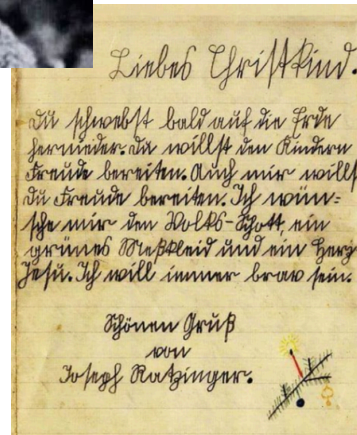 Liebes Christkind.
Du schwebst bald auf die Erde
hernieder. Du willst den Kindern
Freude bereiten. Auch mir willst
Du Freude bereiten. Ich wün=
sche mir den Volks-Schott, ein
grünes Meßkleid und ein Herz
Jesu. Ich will immer brav sein.
Schönen Gruß
von
Joseph Ratzinger.